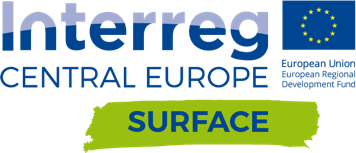 Interreg
CENTRAL EUROPE
European Union
European Regional
Development Fund
SURFACE